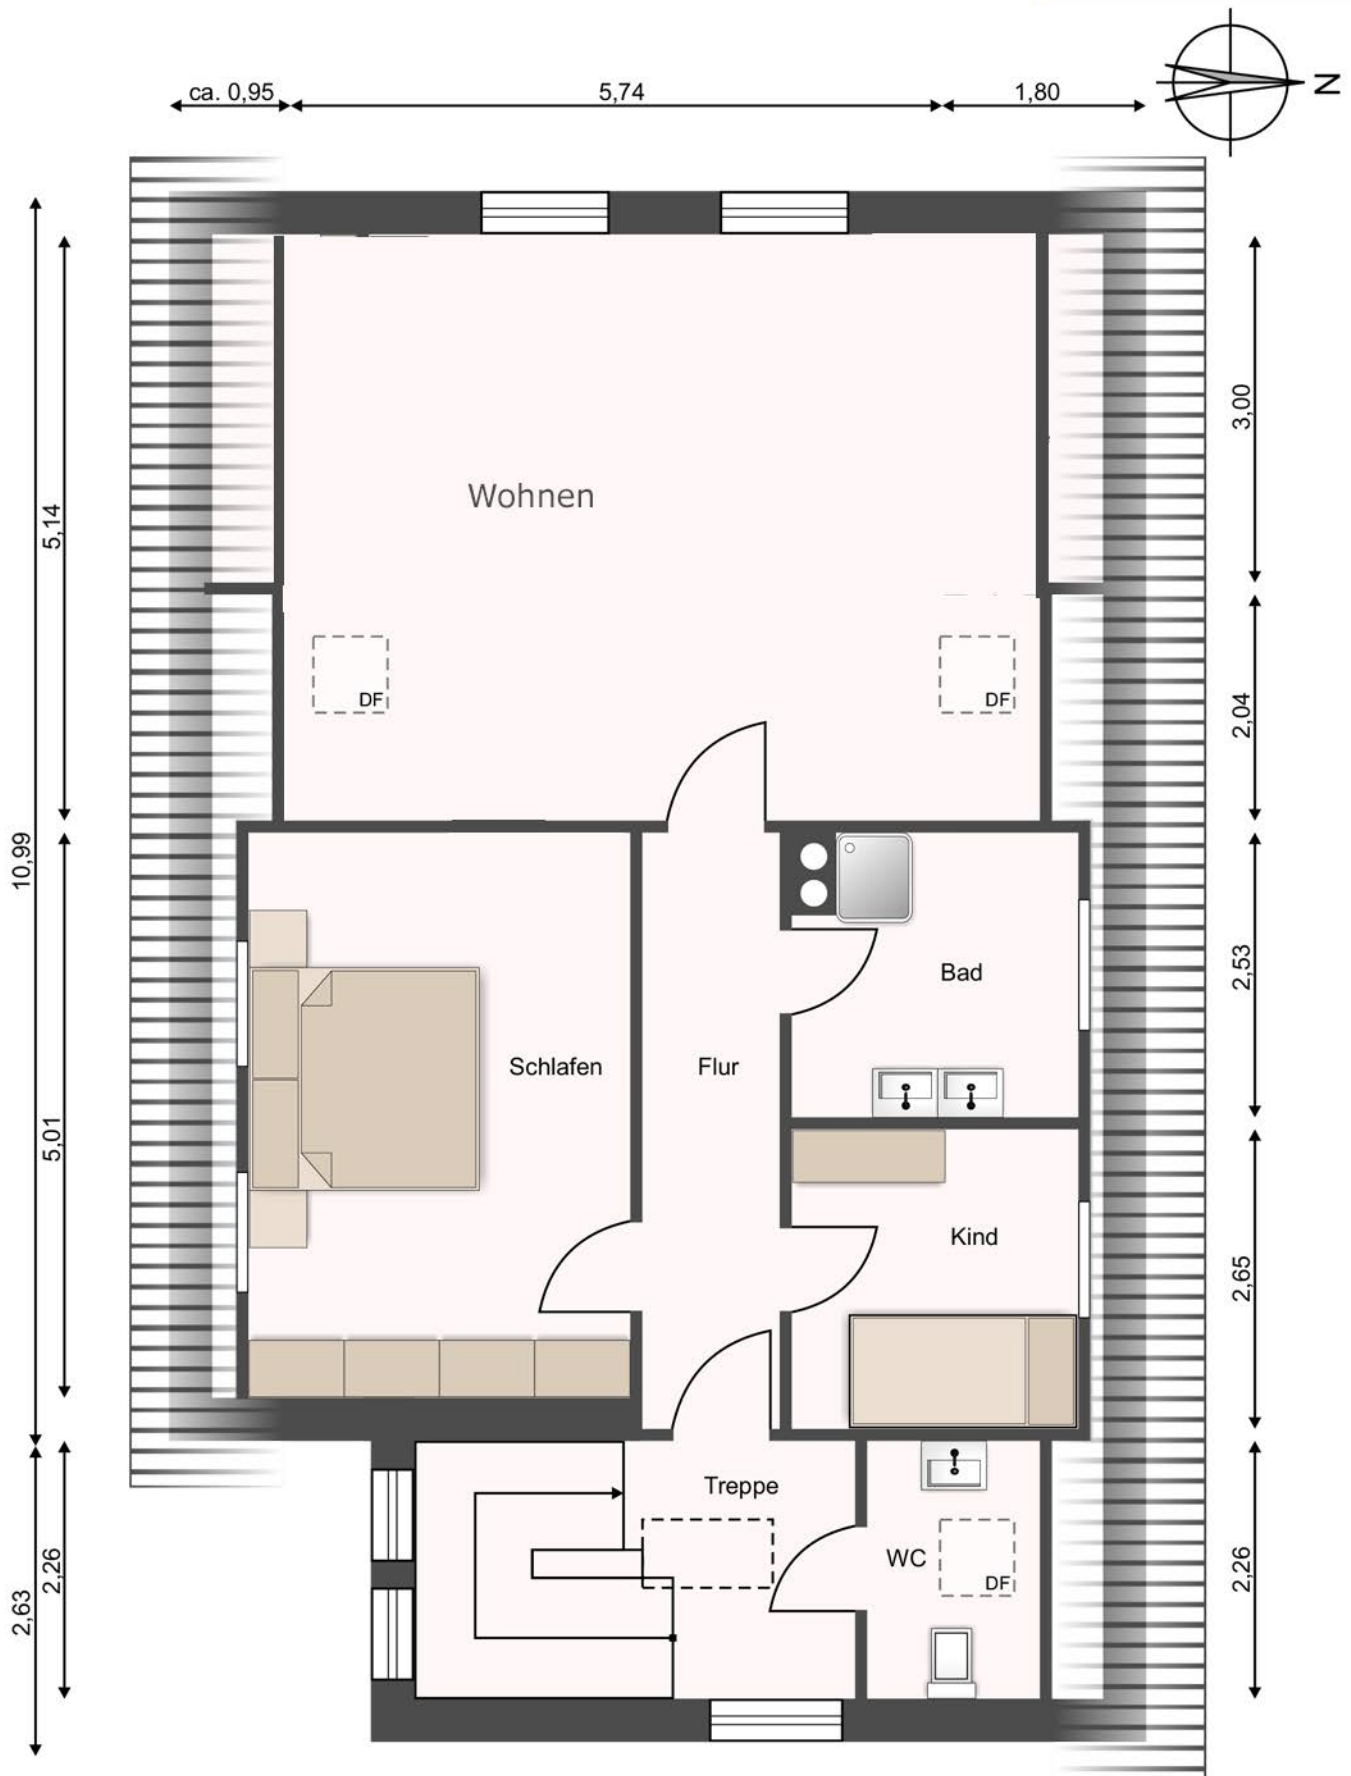 ca. 0,95
5,74
1,80
N
5,14
10,99
3,00
Wohnen
DF
DF
2,04
Bad
2,53
Schlafen
Flur
5,01
Kind
2,65
Treppe
WC
DF
2,26
2,63
2,26